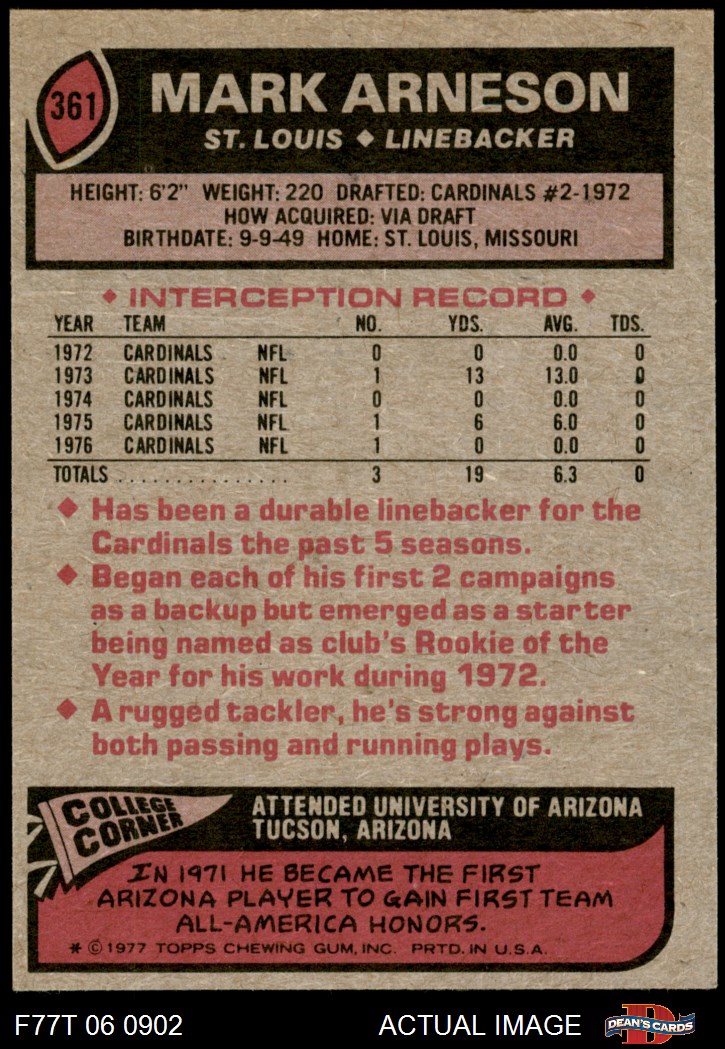 361
MARK ARNESON
ST. LOUIS ◆ LINEBACKER
HEIGHT: 6'2" WEIGHT: 220 DRAFTED: CARDINALS #2-1972
HOW ACQUIRED: VIA DRAFT
BIRTHDATE: 9-9-49 HOME: ST. LOUIS, MISSOURI
◆ INTERCEPTION RECORD ◆
YEAR TEAM NO. YDS. AVG. TDS.
1972 CARDINALS NFL 0 0 0.0 0
1973 CARDINALS NFL 1 13 13.0 0
1974 CARDINALS NFL 0 0 0.0 0
1975 CARDINALS NFL 1 6 6.0 0
1976 CARDINALS NFL 1 0 0.0 0
TOTALS . . . . . . . . . . . . . . . . 3 19 6.3 0
◆ Has been a durable linebacker for the
Cardinals the past 5 seasons.
◆ Began each of his first 2 campaigns
as a backup but emerged as a starter
being named as club's Rookie of the
Year for his work during 1972.
◆ A rugged tackler, he's strong against
both passing and running plays.
COLLEGE
CORNER
ATTENDED UNIVERSITY OF ARIZONA
TUCSON, ARIZONA
IN 1971 HE BECAME THE FIRST
ARIZONA PLAYER TO GAIN FIRST TEAM
ALL-AMERICA HONORS.
* © 1977 TOPPS CHEWING GUM, INC. PRTD. IN U.S.A.
F77T 06 0902 ACTUAL IMAGE
D
DEAN'S CARDS